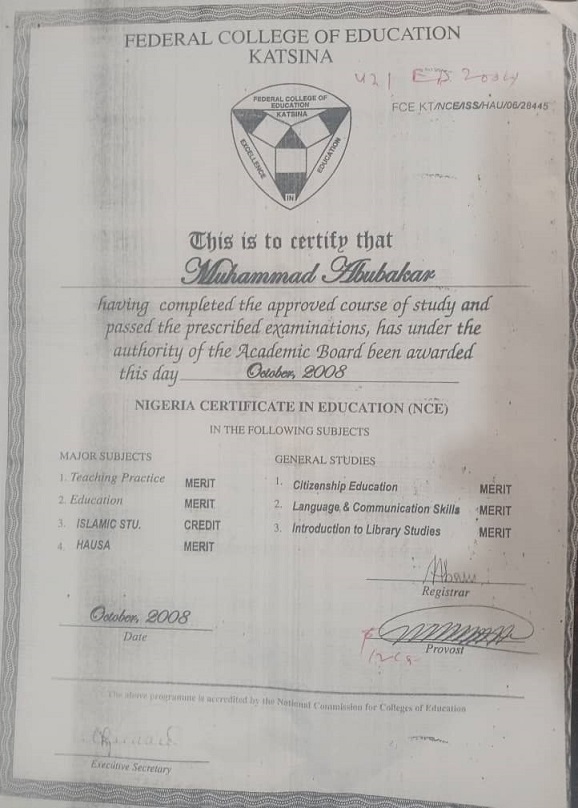 FEDERAL COLLEGE OF EDUCATION
KATSINA
FCE KT/NCE/ISS/HAU/06/28445
FEDERAL COLLEGE OF
EDUCATION
KATSINA
EXCELLENCE
IN
EDUCATION
This is to certify that
Muhammad Abubakar
having completed the approved course of study and
passed the prescribed examinations, has under the
authority of the Academic Board been awarded
this day October, 2008
NIGERIA CERTIFICATE IN EDUCATION (NCE)
IN THE FOLLOWING SUBJECTS
MAJOR SUBJECTS
1. Teaching Practice MERIT
2. Education MERIT
3. ISLAMIC STU. CREDIT
4. HAUSA MERIT
GENERAL STUDIES
1. Citizenship Education MERIT
2. Language & Communication Skills MERIT
3. Introduction to Library Studies MERIT
Registrar
October, 2008
Date
Provost
The above programme is accredited by the National Commission for Colleges of Education
Executive Secretary